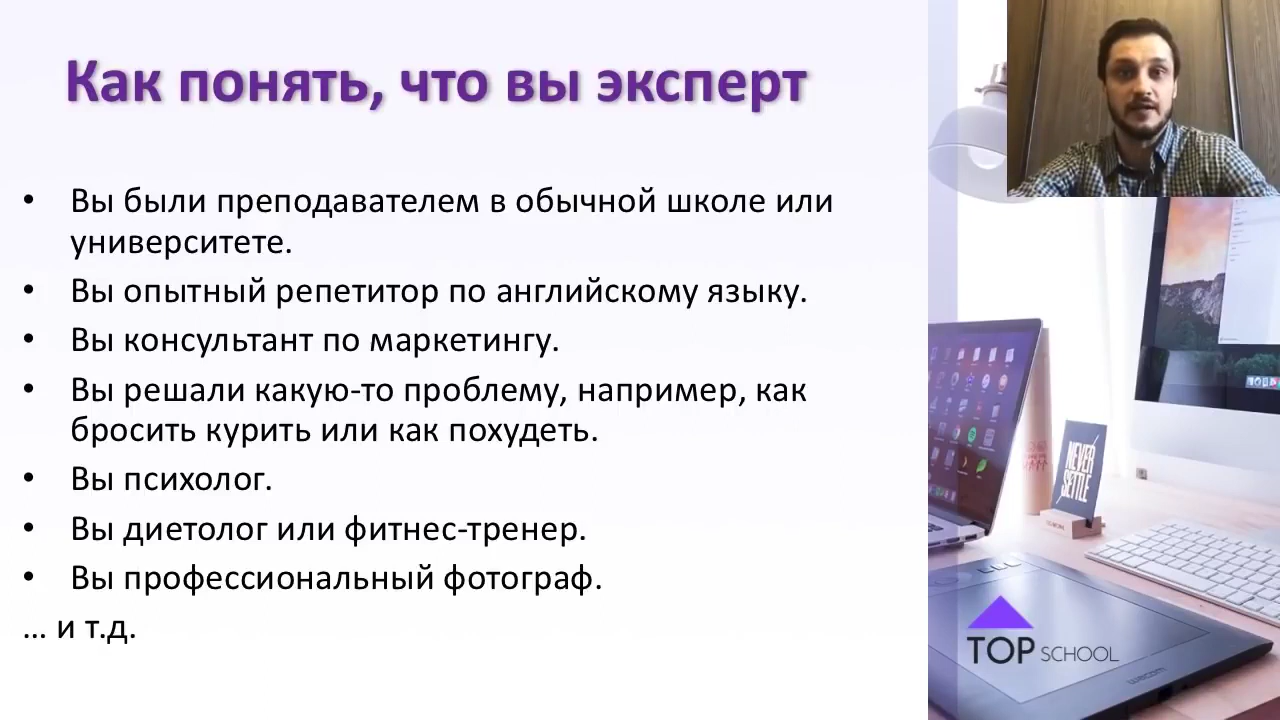 Как понять, что вы эксперт
• Вы были преподавателем в обычной школе или
университете.
• Вы опытный репетитор по английскому языку.
• Вы консультант по маркетингу.
• Вы решали какую-то проблему, например, как
бросить курить или как похудеть.
• Вы психолог.
• Вы диетолог или фитнес-тренер.
• Вы профессиональный фотограф.
... и т.д.
NEVER
SETTLE
TOP SCHOOL
wacom